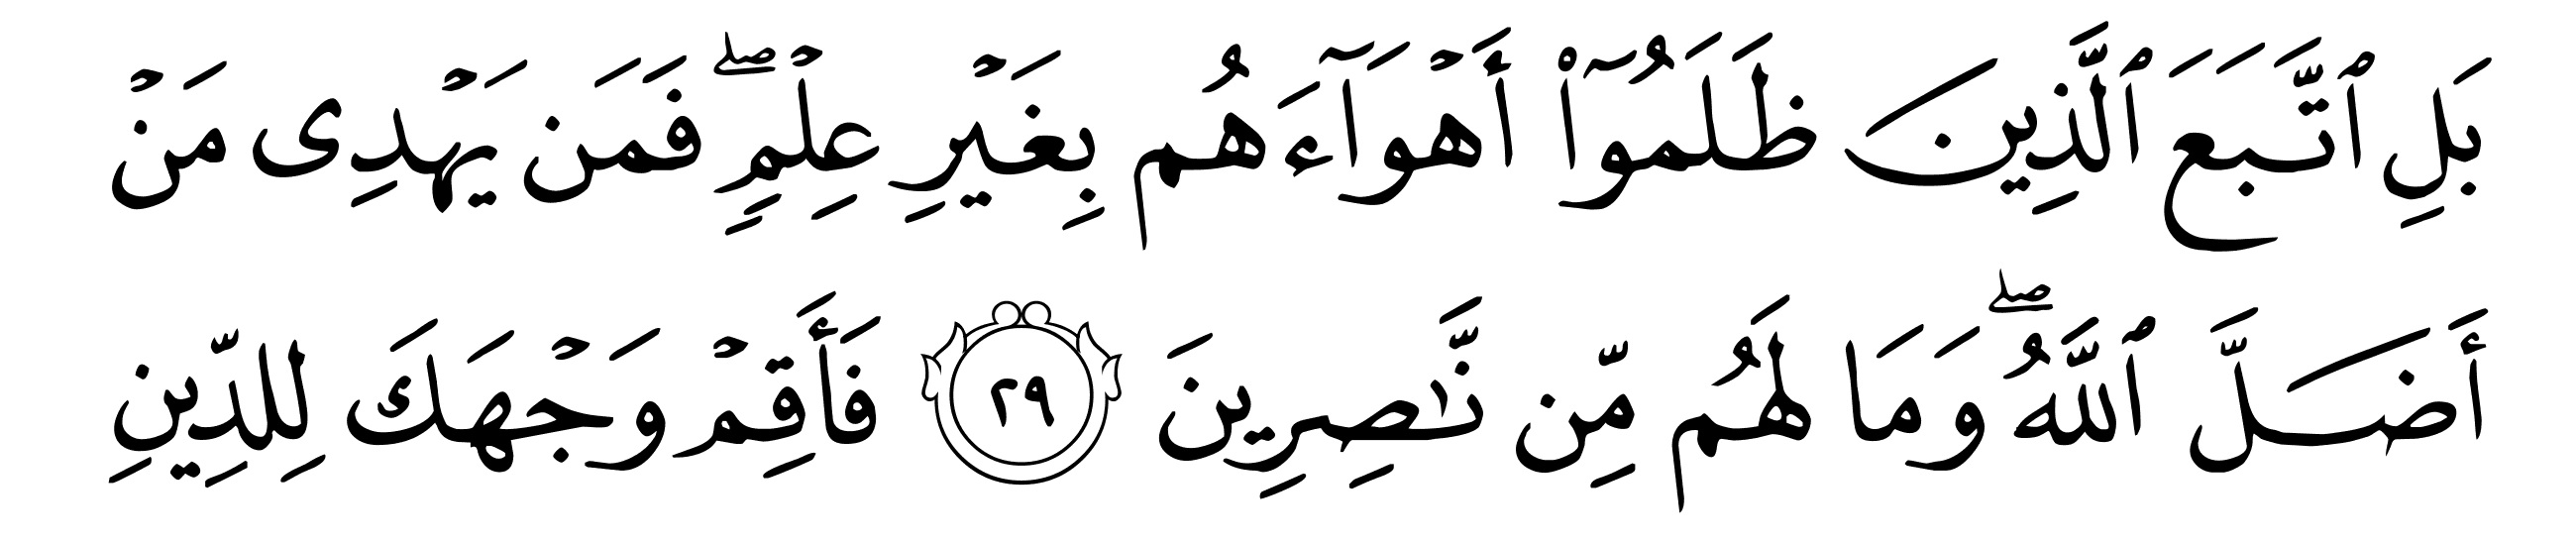 بَلِ ٱتَّبَعَ ٱلَّذِينَ ظَلَمُوٓا۟ أَهْوَآءَهُم بِغَيْرِ عِلْمٍۢ ۖ فَمَن يَهْدِى مَنْ
أَضَلَّ ٱللَّهُ ۖ وَمَا لَهُم مِّن نَّـٰصِرِينَ ٢٩ فَأَقِمْ وَجْهَكَ لِلدِّينِ